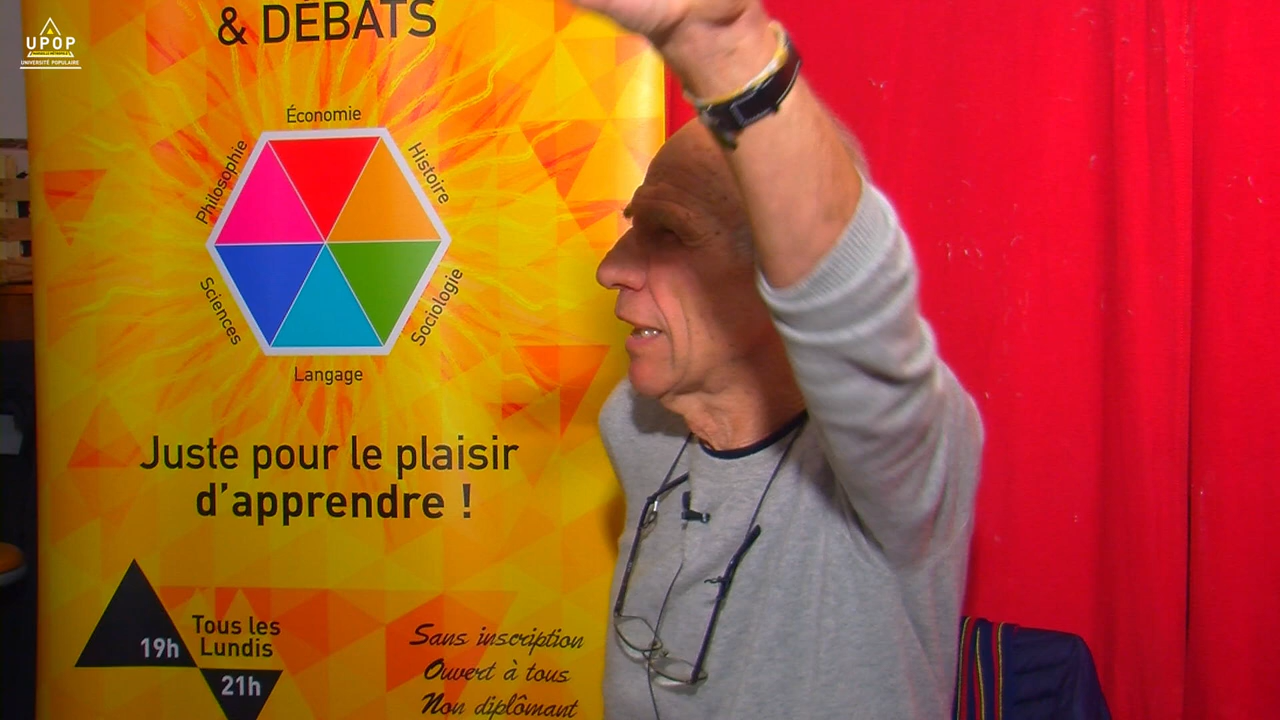 & DÉBATS
UPOP
UNIVERSITÉ POPULAIRE
Économie
Philosophie
Histoire
Sciences
Sociologie
Langage
Juste pour le plaisir
d'apprendre !
19h
Tous les
Lundis
21h
Sans inscription
Ouvert à tous
Non diplômant